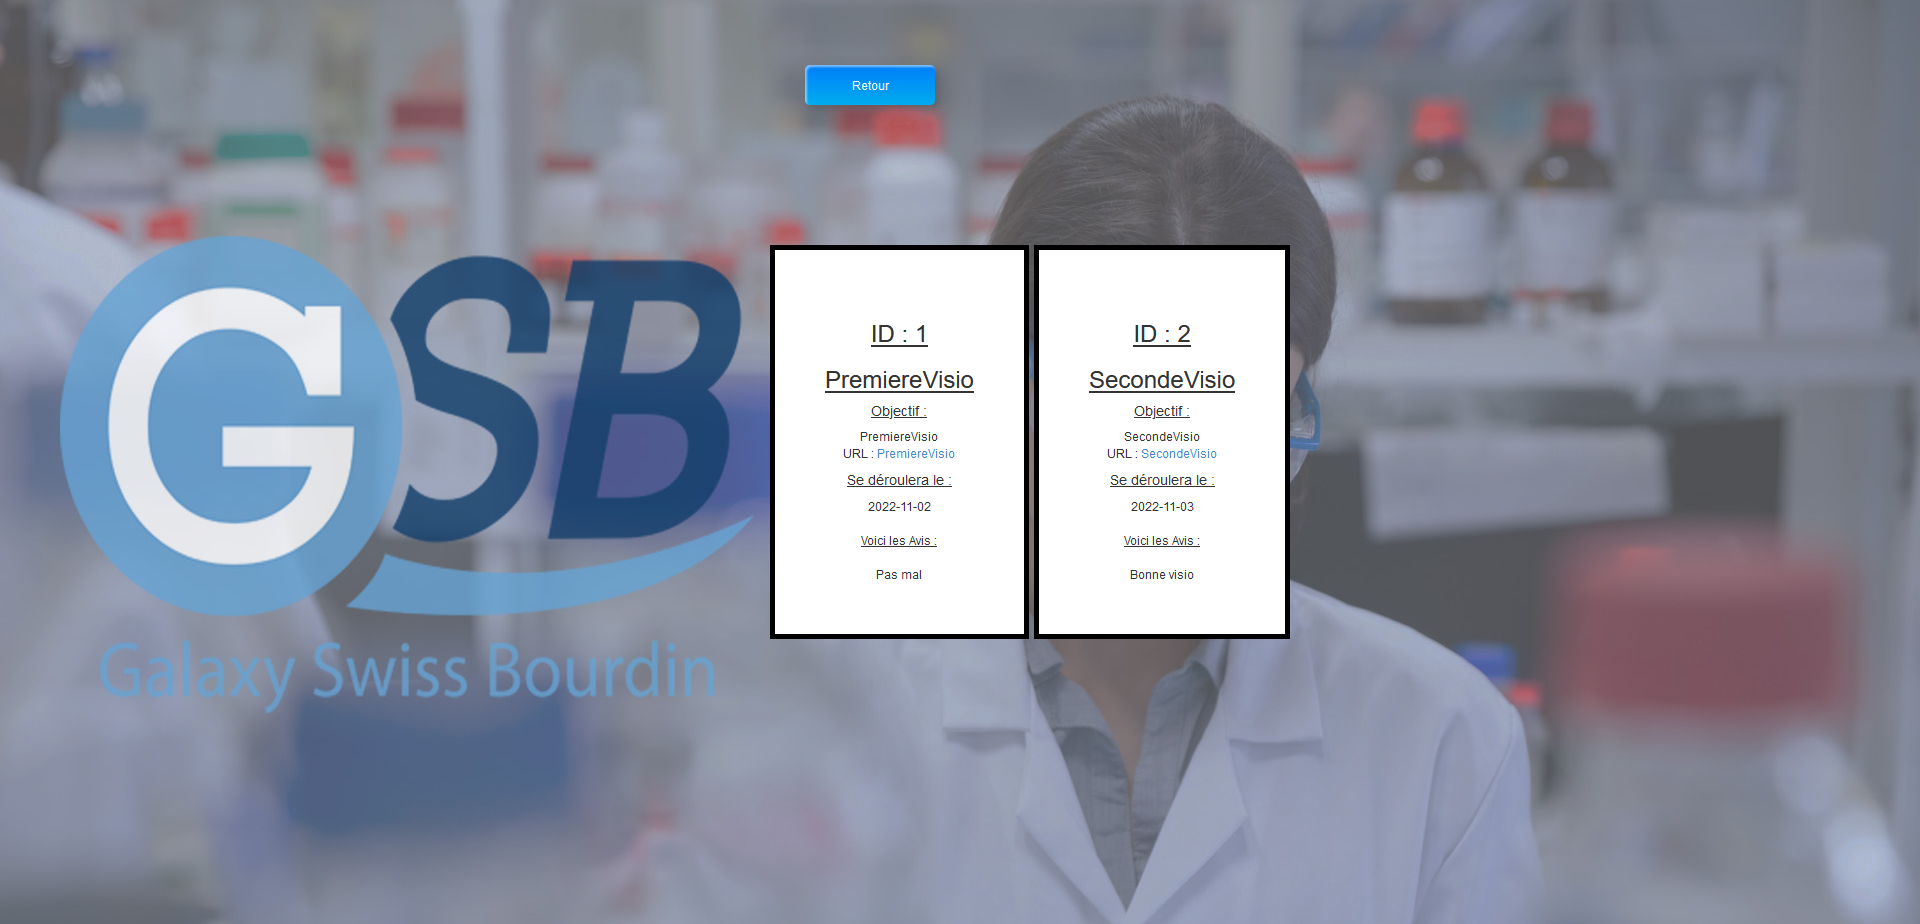 Retour
GSB
Galaxy Swiss Bourdin
ID : 1
PremiereVisio
Objectif :
PremiereVisio
URL : PremiereVisio
Se déroulera le :
2022-11-02
Voici les Avis :
Pas mal
ID : 2
SecondeVisio
Objectif :
SecondeVisio
URL : SecondeVisio
Se déroulera le :
2022-11-03
Voici les Avis :
Bonne visio